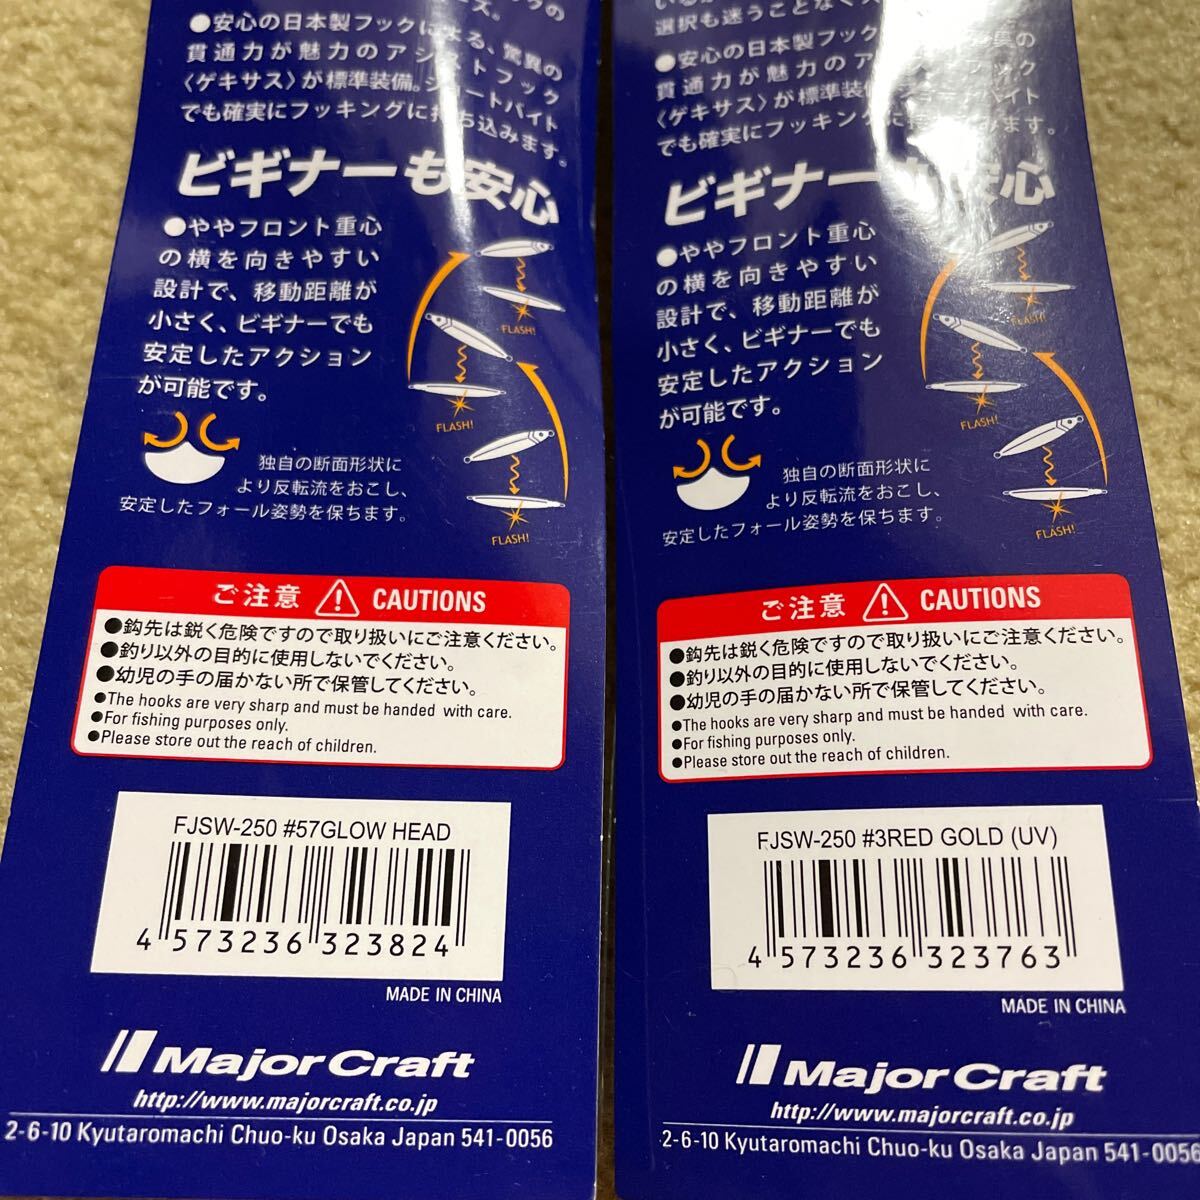 ●安心の日本製フックによる、驚異の
貫通力が魅力のアシストフック
〈ゲキサス〉が標準装備。ショートバイト
でも確実にフッキングに持ち込みます。
ビギナーも安心
●ややフロント重心
の横を向きやすい
設計で、移動距離が
小さく、ビギナーでも
安定したアクション
が可能です。
FLASH!
FLASH!
FLASH!
独自の断面形状に
より反転流をおこし、
安定したフォール姿勢を保ちます。
ご注意 CAUTIONS
●鈎先は鋭く危険ですので取り扱いにご注意ください。
●釣り以外の目的に使用しないでください。
●幼児の手の届かない所で保管してください。
●The hooks are very sharp and must be handed with care.
●For fishing purposes only.
●Please store out the reach of children.
FJSW-250 #57GLOW HEAD
4 573236 323824
MADE IN CHINA
Major Craft
http://www.majorcraft.co.jp
2-6-10 Kyutaromachi Chuo-ku Osaka Japan 541-0056
選択も迷うことなく
●安心の日本製フック
貫通力が魅力のア
〈ゲキサス〉が標準装備
でも確実にフッキングに
ビギナー 安心
●ややフロント重心
の横を向きやすい
設計で、移動距離が
小さく、ビギナーでも
安定したアクション
が可能です。
FLASH!
FLASH!
FLASH!
独自の断面形状に
より反転流をおこし、
安定したフォール姿勢を保ちます。
ご注意 CAUTIONS
●鈎先は鋭く危険ですので取り扱いにご注意ください。
●釣り以外の目的に使用しないでください。
●幼児の手の届かない所で保管してください。
●The hooks are very sharp and must be handed with care.
●For fishing purposes only.
●Please store out the reach of children.
FJSW-250 #3RED GOLD (UV)
4 573236 323763
MADE IN CHINA
Major Craft
http://www.majorcraft.co.jp
2-6-10 Kyutaromachi Chuo-ku Osaka Japan 541-0056